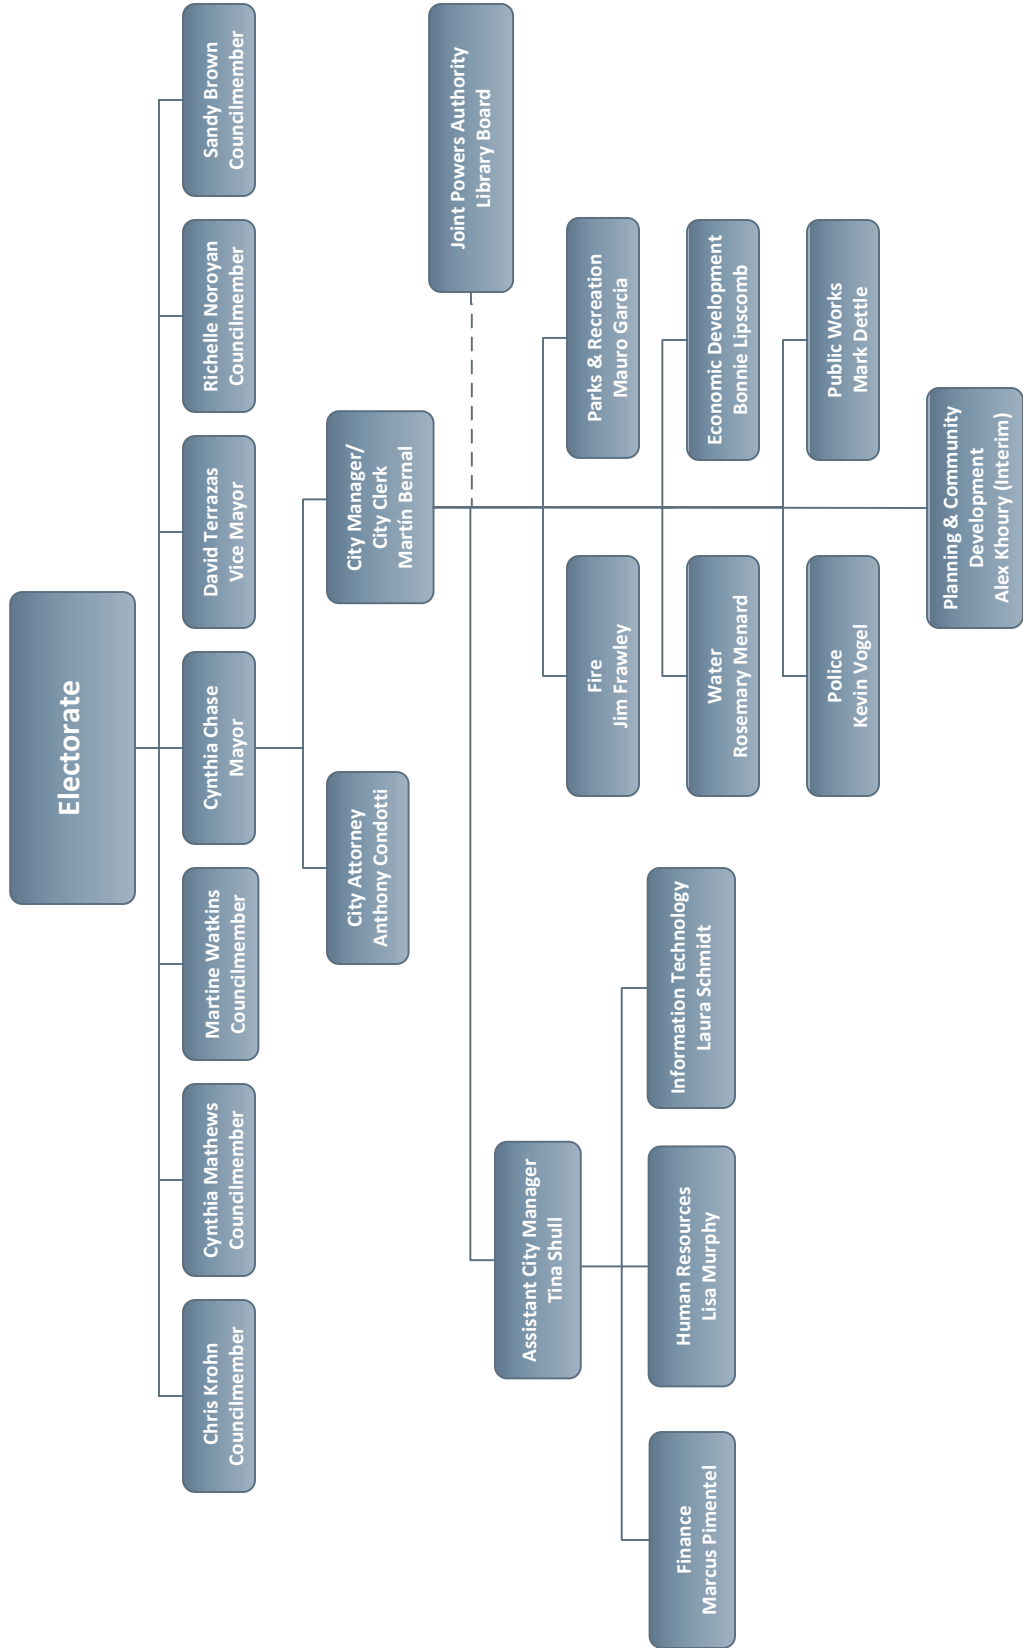 Electorate
Chris Krohn
Councilmember
Cynthia Mathews
Councilmember
Martine Watkins
Councilmember
Cynthia Chase
Mayor
David Terrazas
Vice Mayor
Richelle Noroyan
Councilmember
Sandy Brown
Councilmember
City Attorney
Anthony Condotti
City Manager/
City Clerk
Martín Bernal
Joint Powers Authority
Library Board
Assistant City Manager
Tina Shull
Fire
Jim Frawley
Parks & Recreation
Mauro Garcia
Finance
Marcus Pimentel
Human Resources
Lisa Murphy
Information Technology
Laura Schmidt
Water
Rosemary Menard
Economic Development
Bonnie Lipscomb
Police
Kevin Vogel
Public Works
Mark Dettle
Planning & Community
Development
Alex Khoury (Interim)